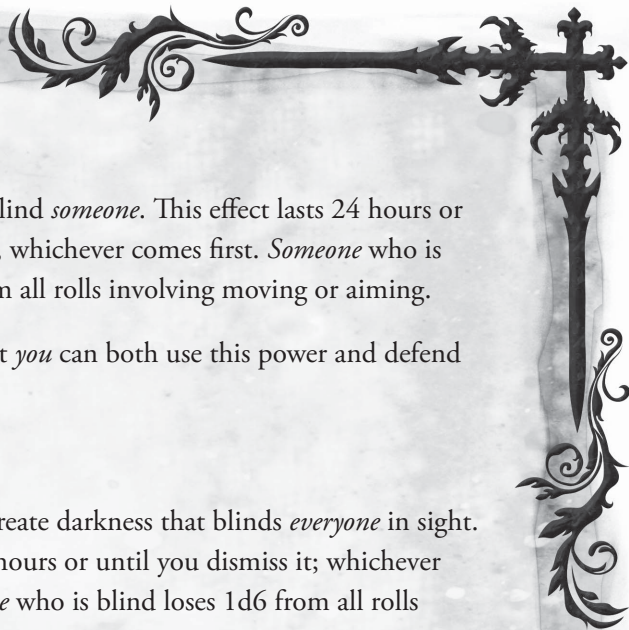 lind someone. This effect lasts 24 hours or
, whichever comes first. Someone who is
m all rolls involving moving or aiming.
t you can both use this power and defend
reate darkness that blinds everyone in sight.
hours or until you dismiss it; whichever
e who is blind loses 1d6 from all rolls